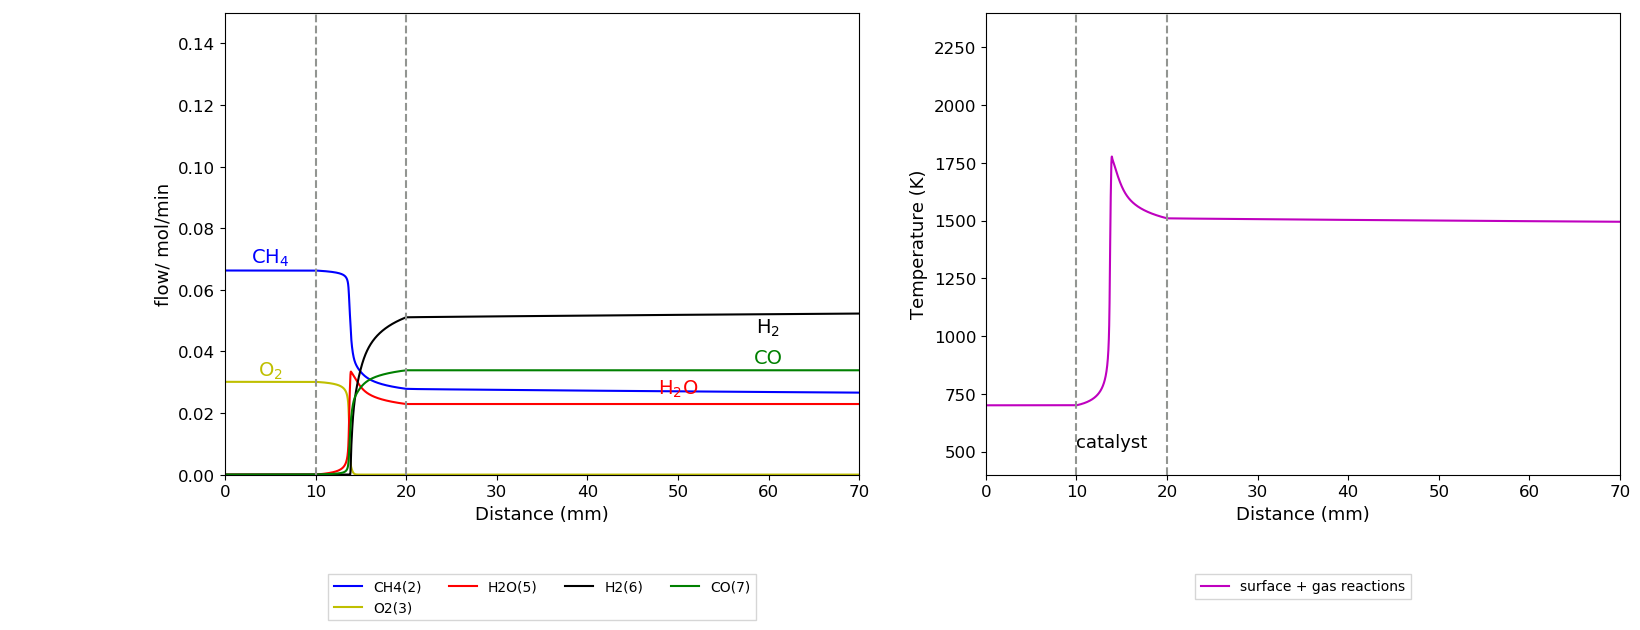 0.14
0.12
0.10
0.08
0.06
0.04
0.02
0.00
flow/ mol/min
CH4
O2
H2
CO
H2O
0 10 20 30 40 50 60 70
Distance (mm)
CH4(2) H2O(5) H2(6) CO(7)
O2(3)
2250
2000
1750
1500
1250
1000
750
500
Temperature (K)
catalyst
0 10 20 30 40 50 60 70
Distance (mm)
surface + gas reactions